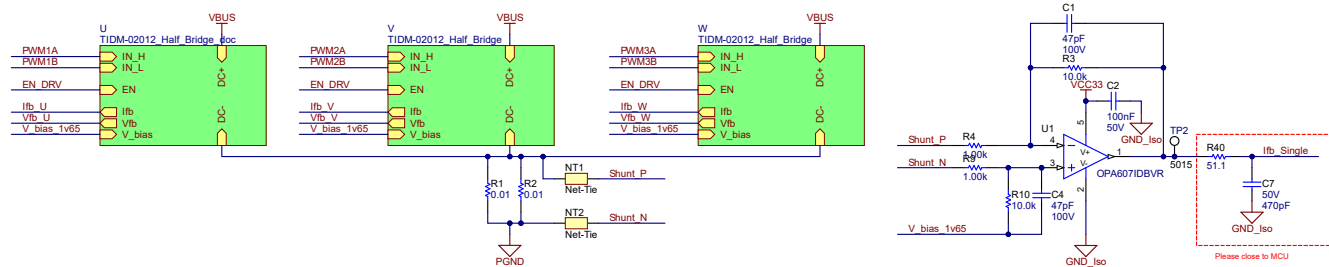 VBUS
U
TIDM-02012_Half_Bridge_doc
PWM1A
IN_H
PWM1B
IN_L
DC+
EN_DRV
EN
Ifb_U
Ifb
DC-
Vfb_U
Vfb
V_bias_1v65
V_bias
VBUS
V
TIDM-02012_Half_Bridge
PWM2A
IN_H
PWM2B
IN_L
DC+
EN_DRV
EN
Ifb_V
Ifb
DC-
Vfb_V
Vfb
V_bias_1v65
V_bias
VBUS
W
TIDM-02012_Half_Bridge
PWM3A
IN_H
PWM3B
IN_L
DC+
EN_DRV
EN
Ifb_W
Ifb
DC-
Vfb_W
Vfb
V_bias_1v65
V_bias
R1
0.01
R2
0.01
NT1
Shunt_P
Net-Tie
NT2
Shunt_N
Net-Tie
PGND
C1
47pF
100V
R3
10.0k
VCC33
C2
100nF
50V
GND_Iso
U1
5
V+
V-
4
3
1
2
OPA607IDBVR
Shunt_P
R4
1.00k
Shunt_N
R9
1.00k
R10
10.0k
C4
47pF
100V
V_bias_1v65
GND_Iso
TP2
5015
R40
51.1
Ifb_Single
C7
50V
470pF
GND_Iso
Please close to MCU